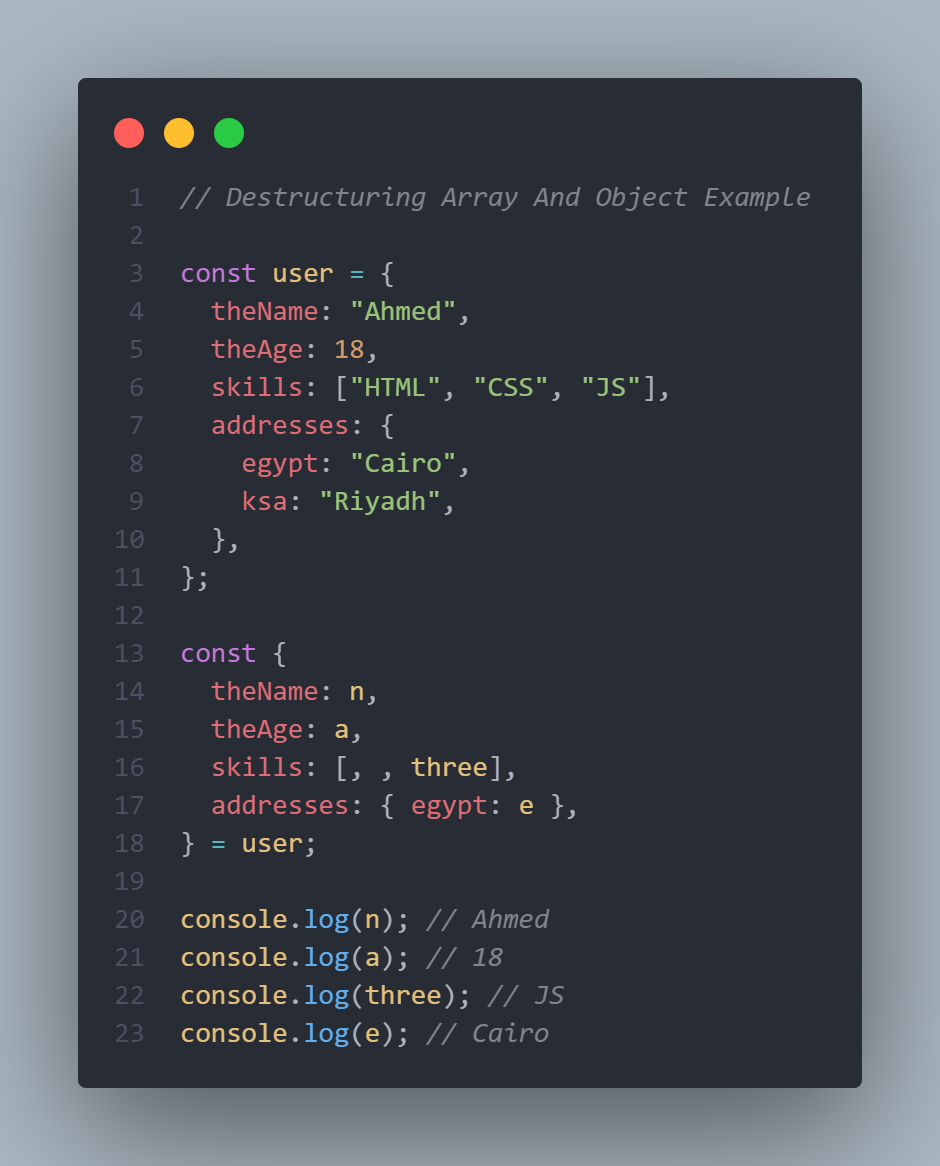 1 // Destructuring Array And Object Example
2
3 const user = {
4   theName: "Ahmed",
5   theAge: 18,
6   skills: ["HTML", "CSS", "JS"],
7   addresses: {
8     egypt: "Cairo",
9     ksa: "Riyadh",
10   },
11 };
12
13 const {
14   theName: n,
15   theAge: a,
16   skills: [, , three],
17   addresses: { egypt: e },
18 } = user;
19
20 console.log(n); // Ahmed
21 console.log(a); // 18
22 console.log(three); // JS
23 console.log(e); // Cairo